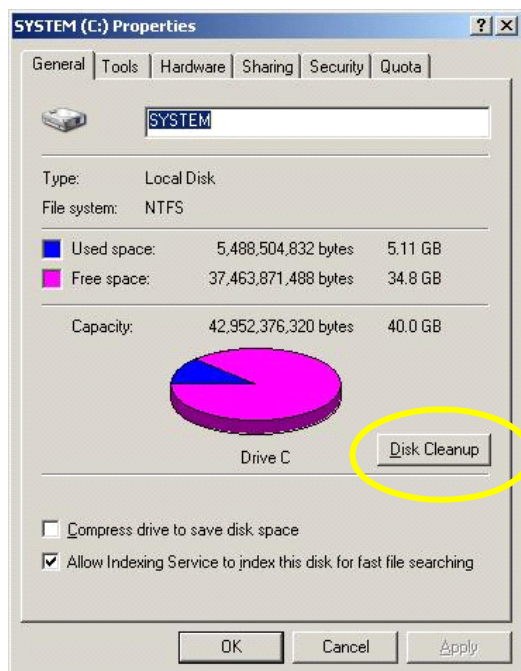 SYSTEM (C:) Properties
General Tools Hardware Sharing Security Quota
SYSTEM
Type: Local Disk
File system: NTFS
Used space: 5,488,504,832 bytes 5.11 GB
Free space: 37,463,871,488 bytes 34.8 GB
Capacity: 42,952,376,320 bytes 40.0 GB
Drive C
Disk Cleanup
Compress drive to save disk space
Allow Indexing Service to index this disk for fast file searching
OK Cancel Apply